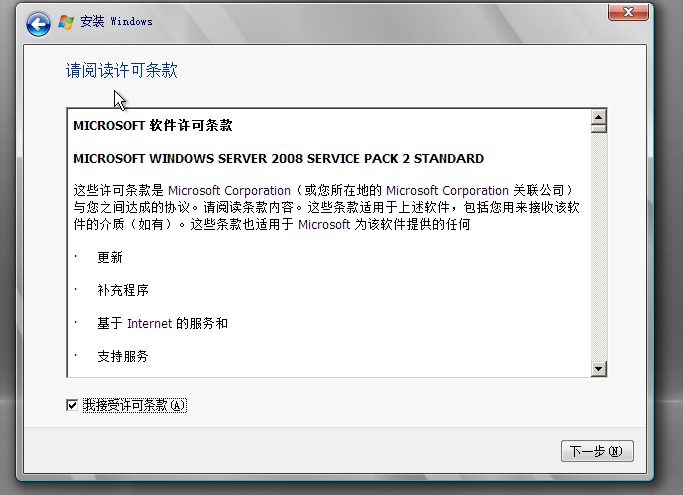 安装 Windows
请阅读许可条款
MICROSOFT 软件许可条款
MICROSOFT WINDOWS SERVER 2008 SERVICE PACK 2 STANDARD
这些许可条款是 Microsoft Corporation（或您所在地的 Microsoft Corporation 关联公司）
与您之间达成的协议。请阅读条款内容。这些条款适用于上述软件，包括您用来接收该软
件的介质（如有）。这些条款也适用于 Microsoft 为该软件提供的任何
· 更新
· 补充程序
· 基于 Internet 的服务和
· 支持服务
我接受许可条款(A)
下一步(N)